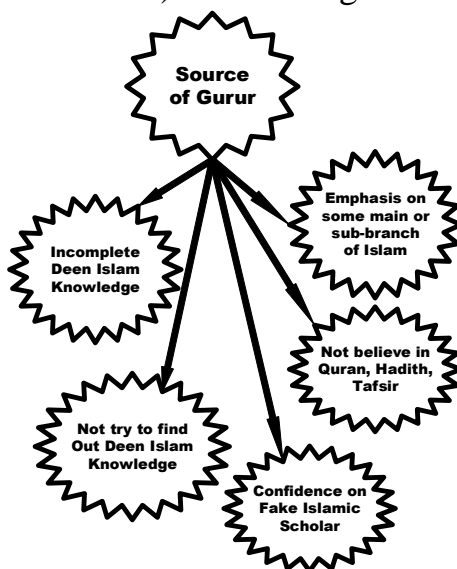 Source
of Gurur
Emphasis on
some main or
sub-branch
of Islam
Incomplete
Deen Islam
Knowledge
Not believe in
Quran, Hadith,
Tafsir
Not try to find
Out Deen Islam
Knowledge
Confidence on
Fake Islamic
Scholar